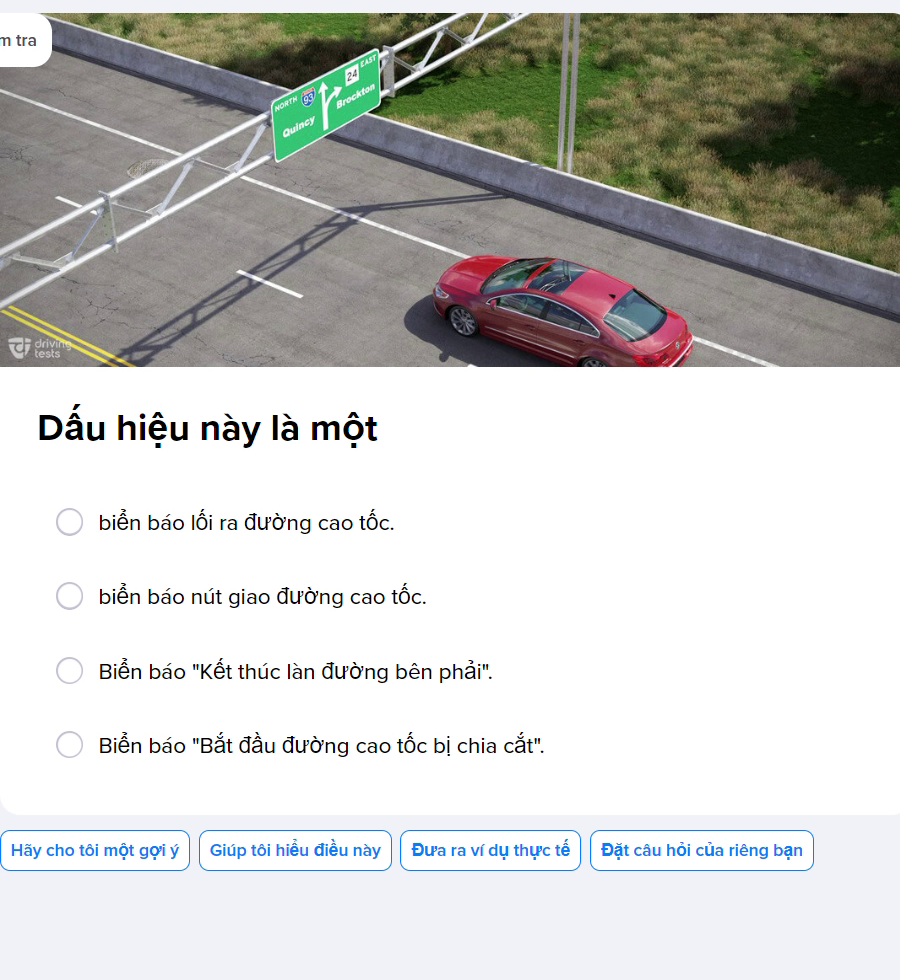 m tra
EAST
24
NORTH 93
Brockton
Quincy
driving
tests
Dấu hiệu này là một
biển báo lối ra đường cao tốc.
biển báo nút giao đường cao tốc.
Biển báo "Kết thúc làn đường bên phải".
Biển báo "Bắt đầu đường cao tốc bị chia cắt".
Hãy cho tôi một gợi ý
Giúp tôi hiểu điều này
Đưa ra ví dụ thực tế
Đặt câu hỏi của riêng bạn